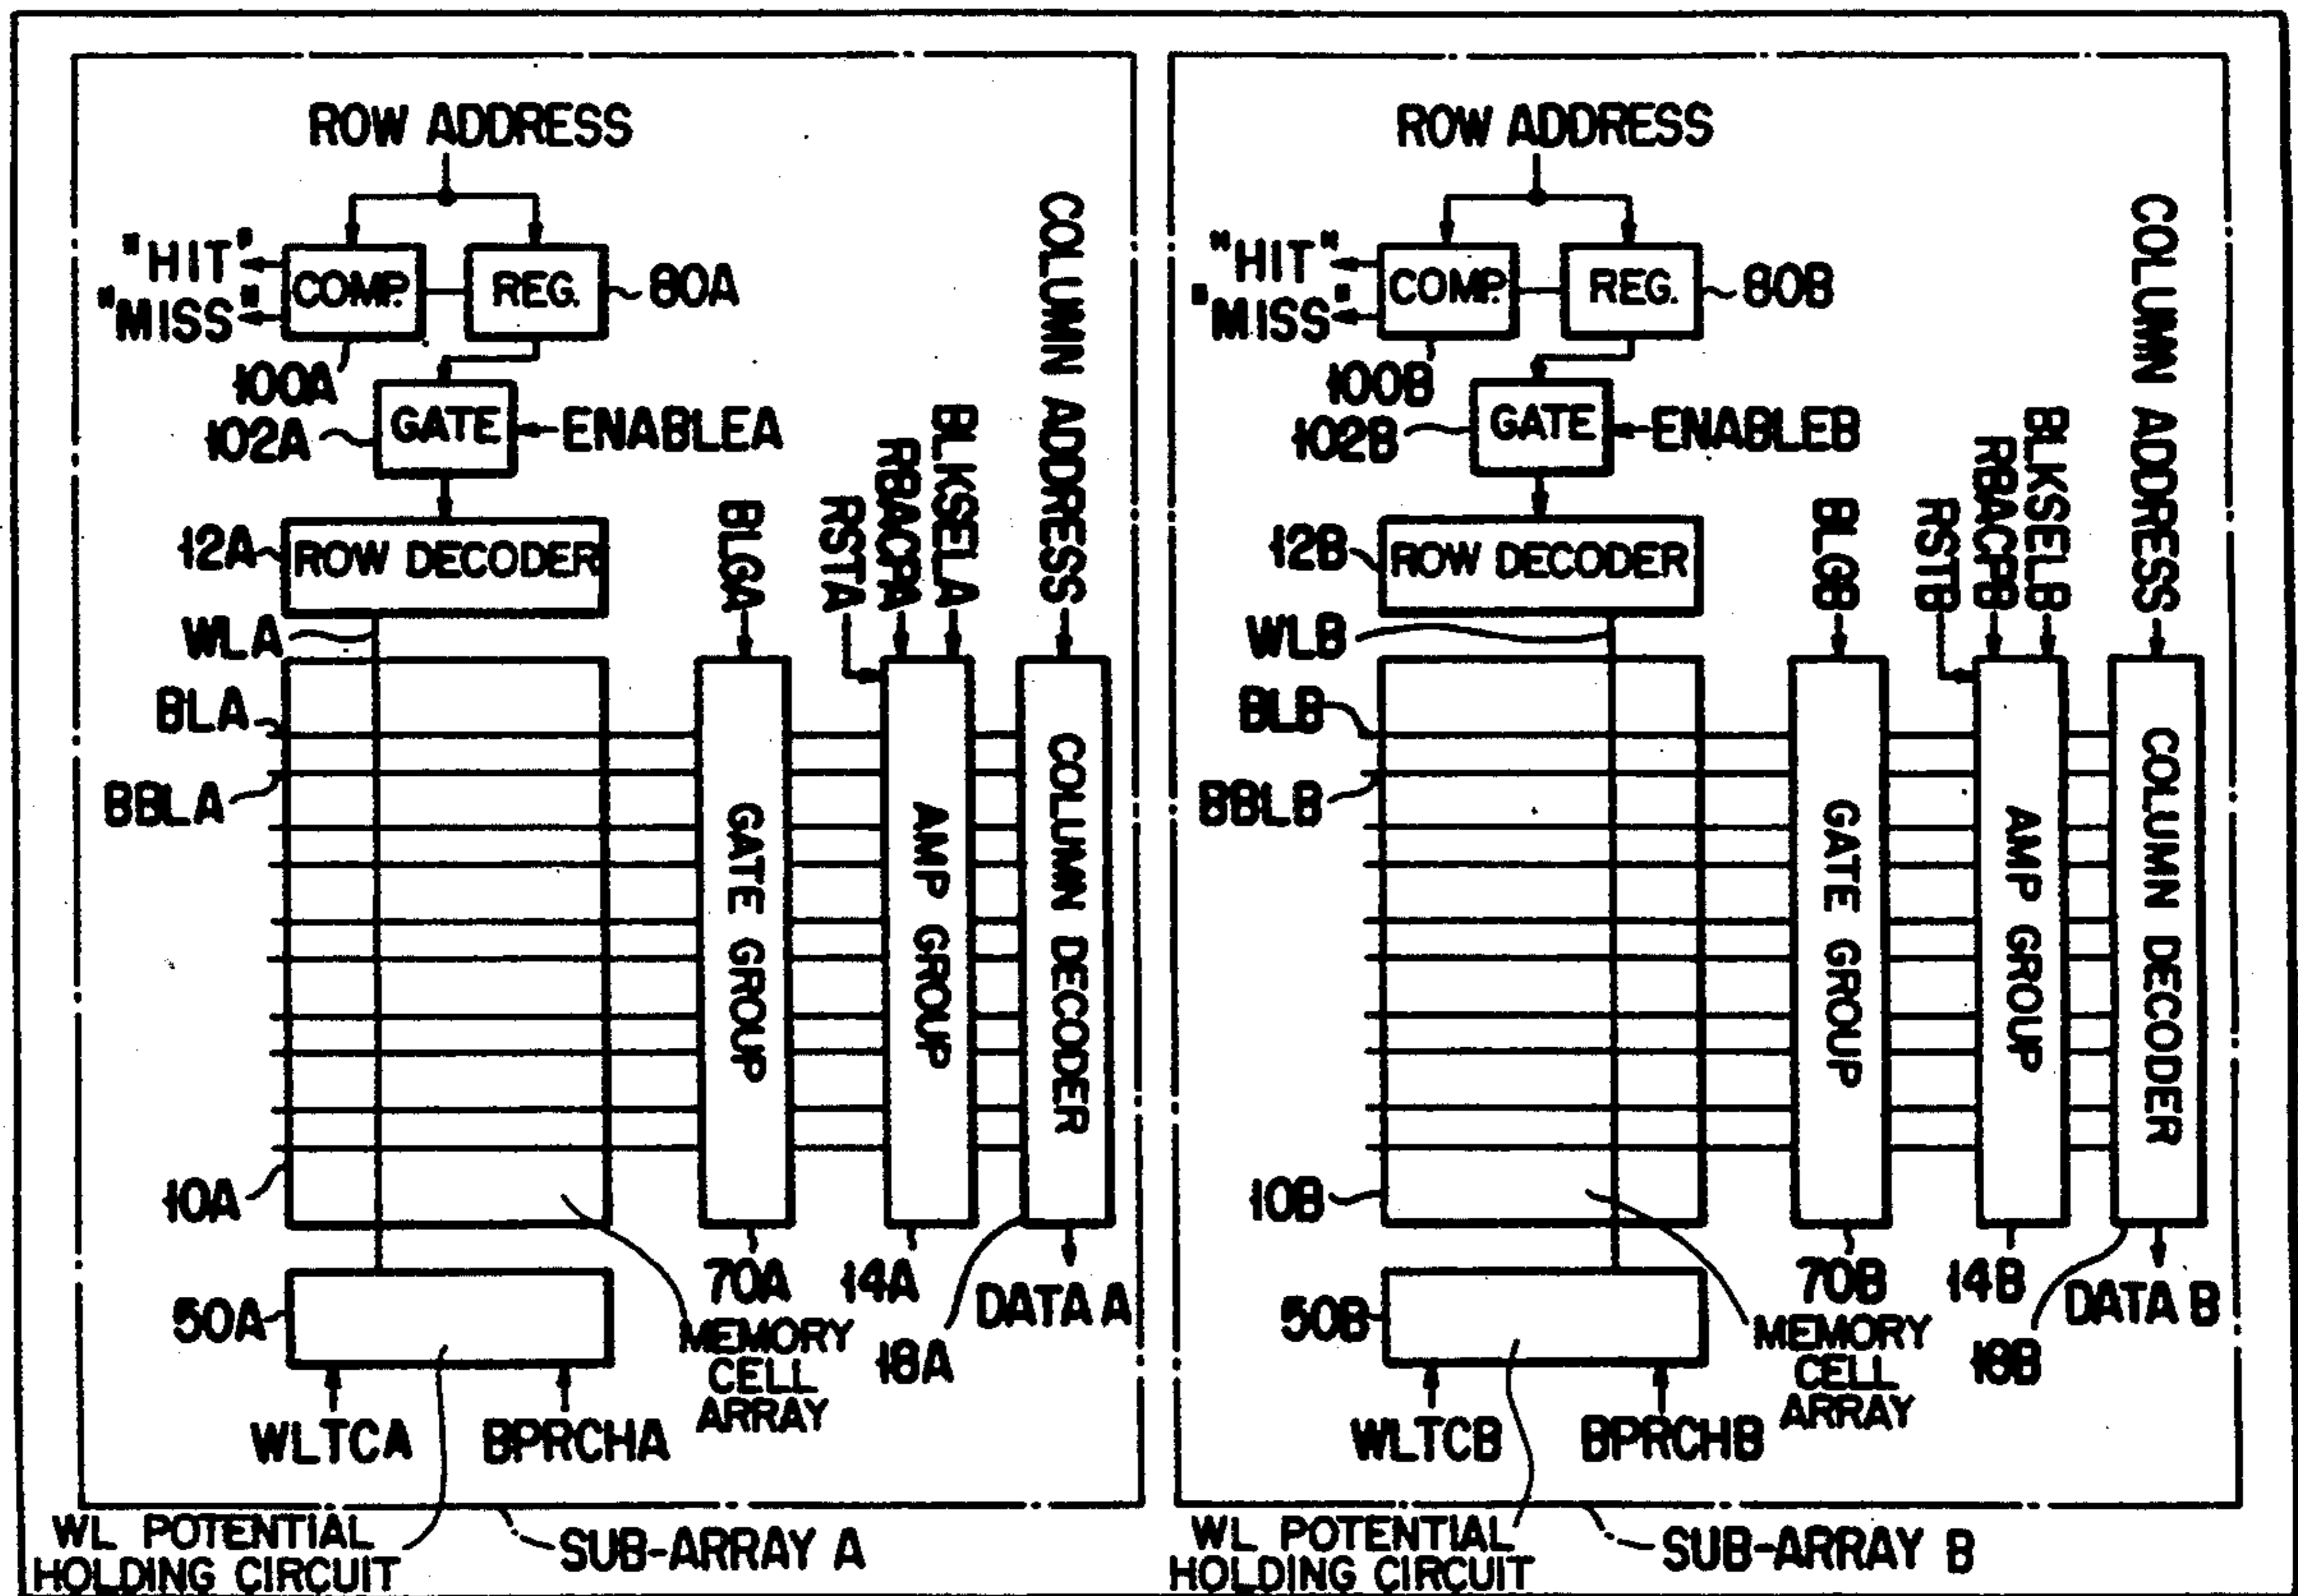 ROW ADDRESS
"HIT"
"MISS"
COMP.
REG.
80A
100A
102A
GATE
ENABLEA
12A
ROW DECODER
WLA
BLA
BBLA
BLGA
RSTA
RBACPA
BLKSELA
COLUMN ADDRESS
GATE GROUP
AMP GROUP
COLUMN DECODER
10A
70A
14A
18A
DATA A
MEMORY
CELL
ARRAY
50A
WLTCA
BPRCHA
WL POTENTIAL
HOLDING CIRCUIT
SUB-ARRAY A
ROW ADDRESS
"HIT"
"MISS"
COMP.
REG.
80B
100B
102B
GATE
ENABLEB
12B
ROW DECODER
WLB
BLB
BBLB
BLGB
RSTB
RBACPB
BLKSELB
COLUMN ADDRESS
GATE GROUP
AMP GROUP
COLUMN DECODER
10B
70B
14B
18B
DATA B
MEMORY
CELL
ARRAY
50B
WLTCB
BPRCHB
WL POTENTIAL
HOLDING CIRCUIT
SUB-ARRAY B